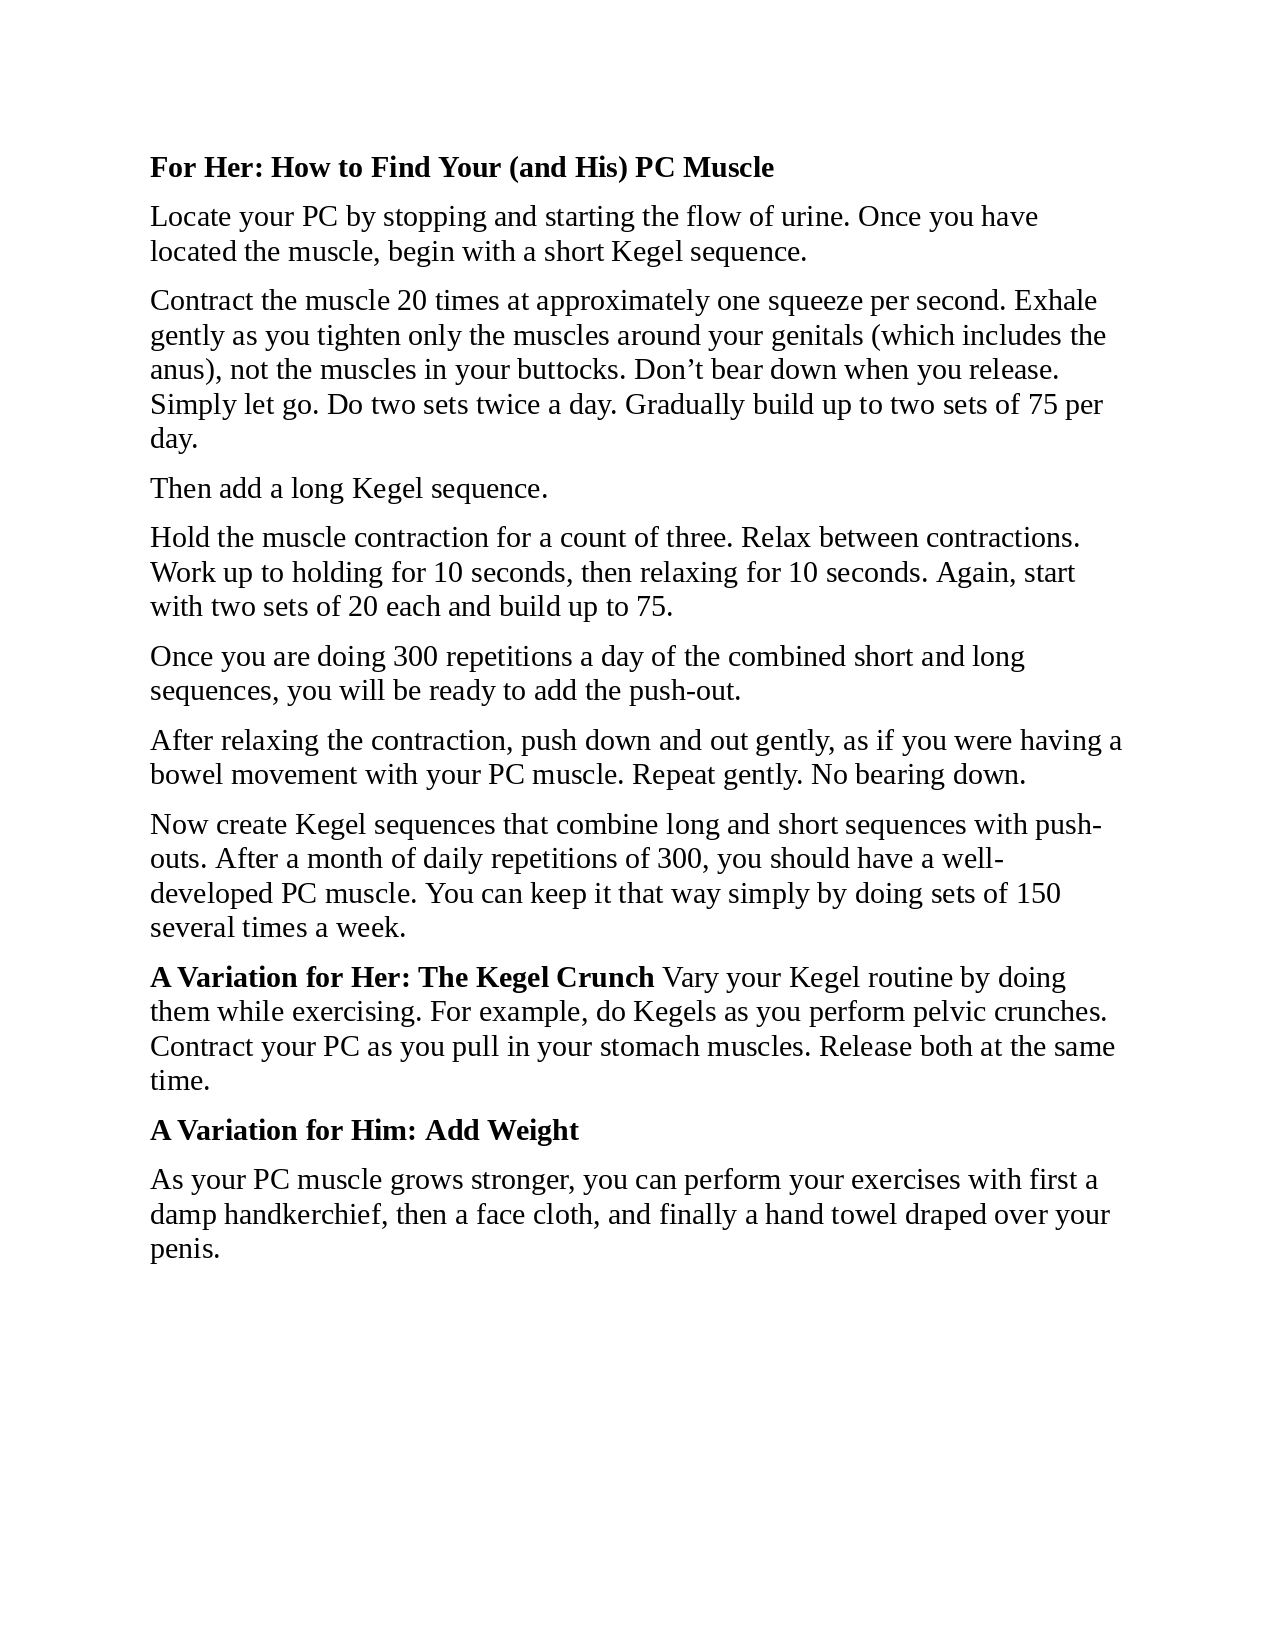 For Her: How to Find Your (and His) PC Muscle
Locate your PC by stopping and starting the flow of urine. Once you have
located the muscle, begin with a short Kegel sequence.
Contract the muscle 20 times at approximately one squeeze per second. Exhale
gently as you tighten only the muscles around your genitals (which includes the
anus), not the muscles in your buttocks. Don’t bear down when you release.
Simply let go. Do two sets twice a day. Gradually build up to two sets of 75 per
day.
Then add a long Kegel sequence.
Hold the muscle contraction for a count of three. Relax between contractions.
Work up to holding for 10 seconds, then relaxing for 10 seconds. Again, start
with two sets of 20 each and build up to 75.
Once you are doing 300 repetitions a day of the combined short and long
sequences, you will be ready to add the push-out.
After relaxing the contraction, push down and out gently, as if you were having a
bowel movement with your PC muscle. Repeat gently. No bearing down.
Now create Kegel sequences that combine long and short sequences with push-
outs. After a month of daily repetitions of 300, you should have a well-
developed PC muscle. You can keep it that way simply by doing sets of 150
several times a week.
A Variation for Her: The Kegel Crunch Vary your Kegel routine by doing
them while exercising. For example, do Kegels as you perform pelvic crunches.
Contract your PC as you pull in your stomach muscles. Release both at the same
time.
A Variation for Him: Add Weight
As your PC muscle grows stronger, you can perform your exercises with first a
damp handkerchief, then a face cloth, and finally a hand towel draped over your
penis.